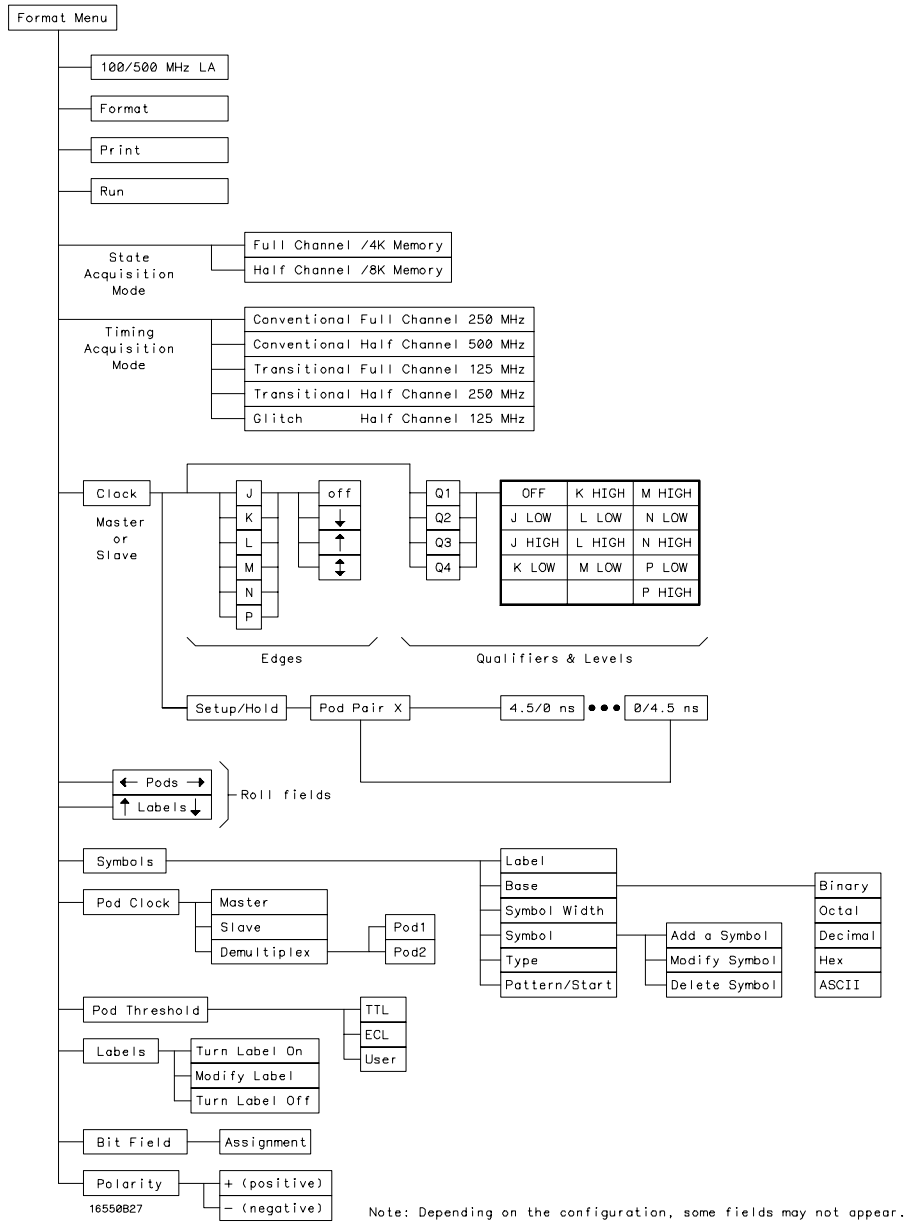 Format Menu
100/500 MHz LA
Format
Print
Run
State
Acquisition
Mode
Full Channel /4K Memory
Half Channel /8K Memory
Timing
Acquisition
Mode
Conventional Full Channel 250 MHz
Conventional Half Channel 500 MHz
Transitional Full Channel 125 MHz
Transitional Half Channel 250 MHz
Glitch Half Channel 125 MHz
Clock
Master
or
Slave
J
K
L
M
N
P
off
↓
↑
↕
Edges
Q1
Q2
Q3
Q4
OFF K HIGH M HIGH
J LOW L LOW N LOW
J HIGH L HIGH N HIGH
K LOW M LOW P LOW
P HIGH
Qualifiers & Levels
Setup/Hold
Pod Pair X
4.5/0 ns ••• 0/4.5 ns
← Pods →
↑ Labels ↓
Roll fields
Symbols
Label
Base
Symbol Width
Symbol
Type
Pattern/Start
Binary
Octal
Decimal
Hex
ASCII
Add a Symbol
Modify Symbol
Delete Symbol
Pod Clock
Master
Slave
Demultiplex
Pod1
Pod2
Pod Threshold
TTL
ECL
User
Labels
Turn Label On
Modify Label
Turn Label Off
Bit Field
Assignment
Polarity
+ (positive)
− (negative)
16550B27
Note: Depending on the configuration, some fields may not appear.